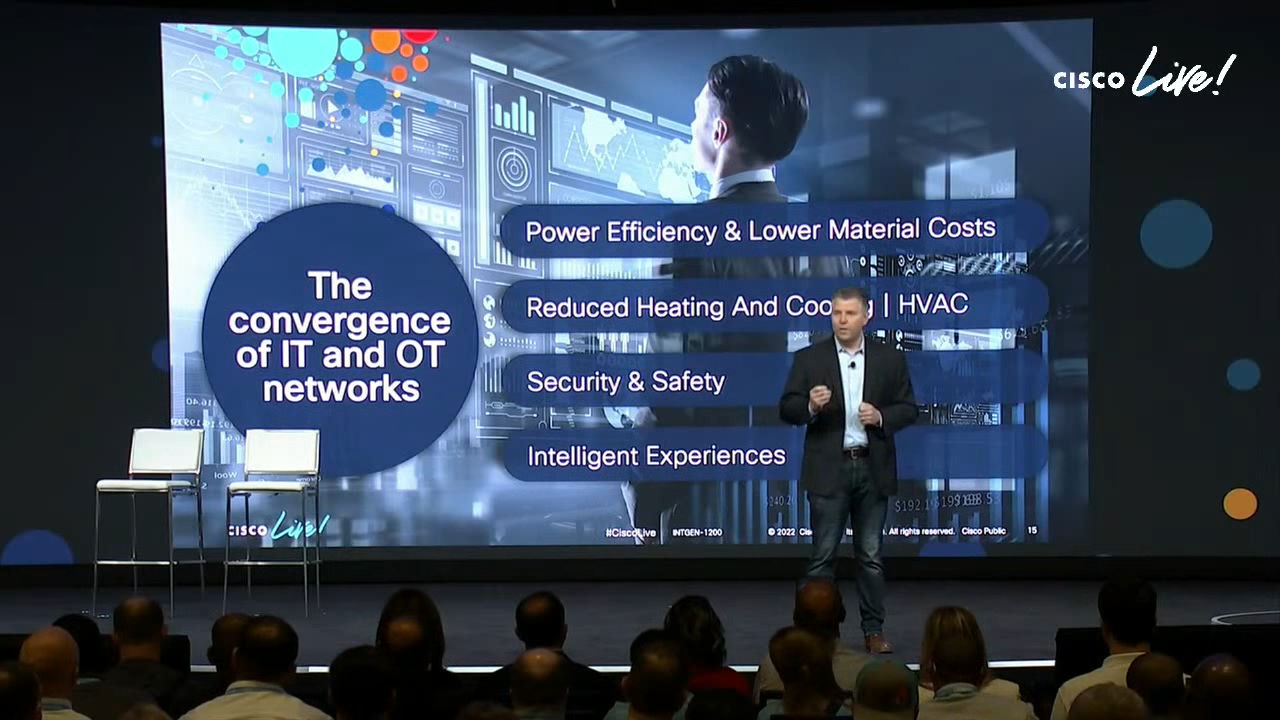 CISCO Live!
The
convergence
of IT and OT
networks
Power Efficiency & Lower Material Costs
Reduced Heating And | HVAC
Security & Safety
Intelligent Experiences
CISCO Live!
#CiscoLive
INTGEN-1200
© 2022 All rights reserved. Cisco Public
15
Wool